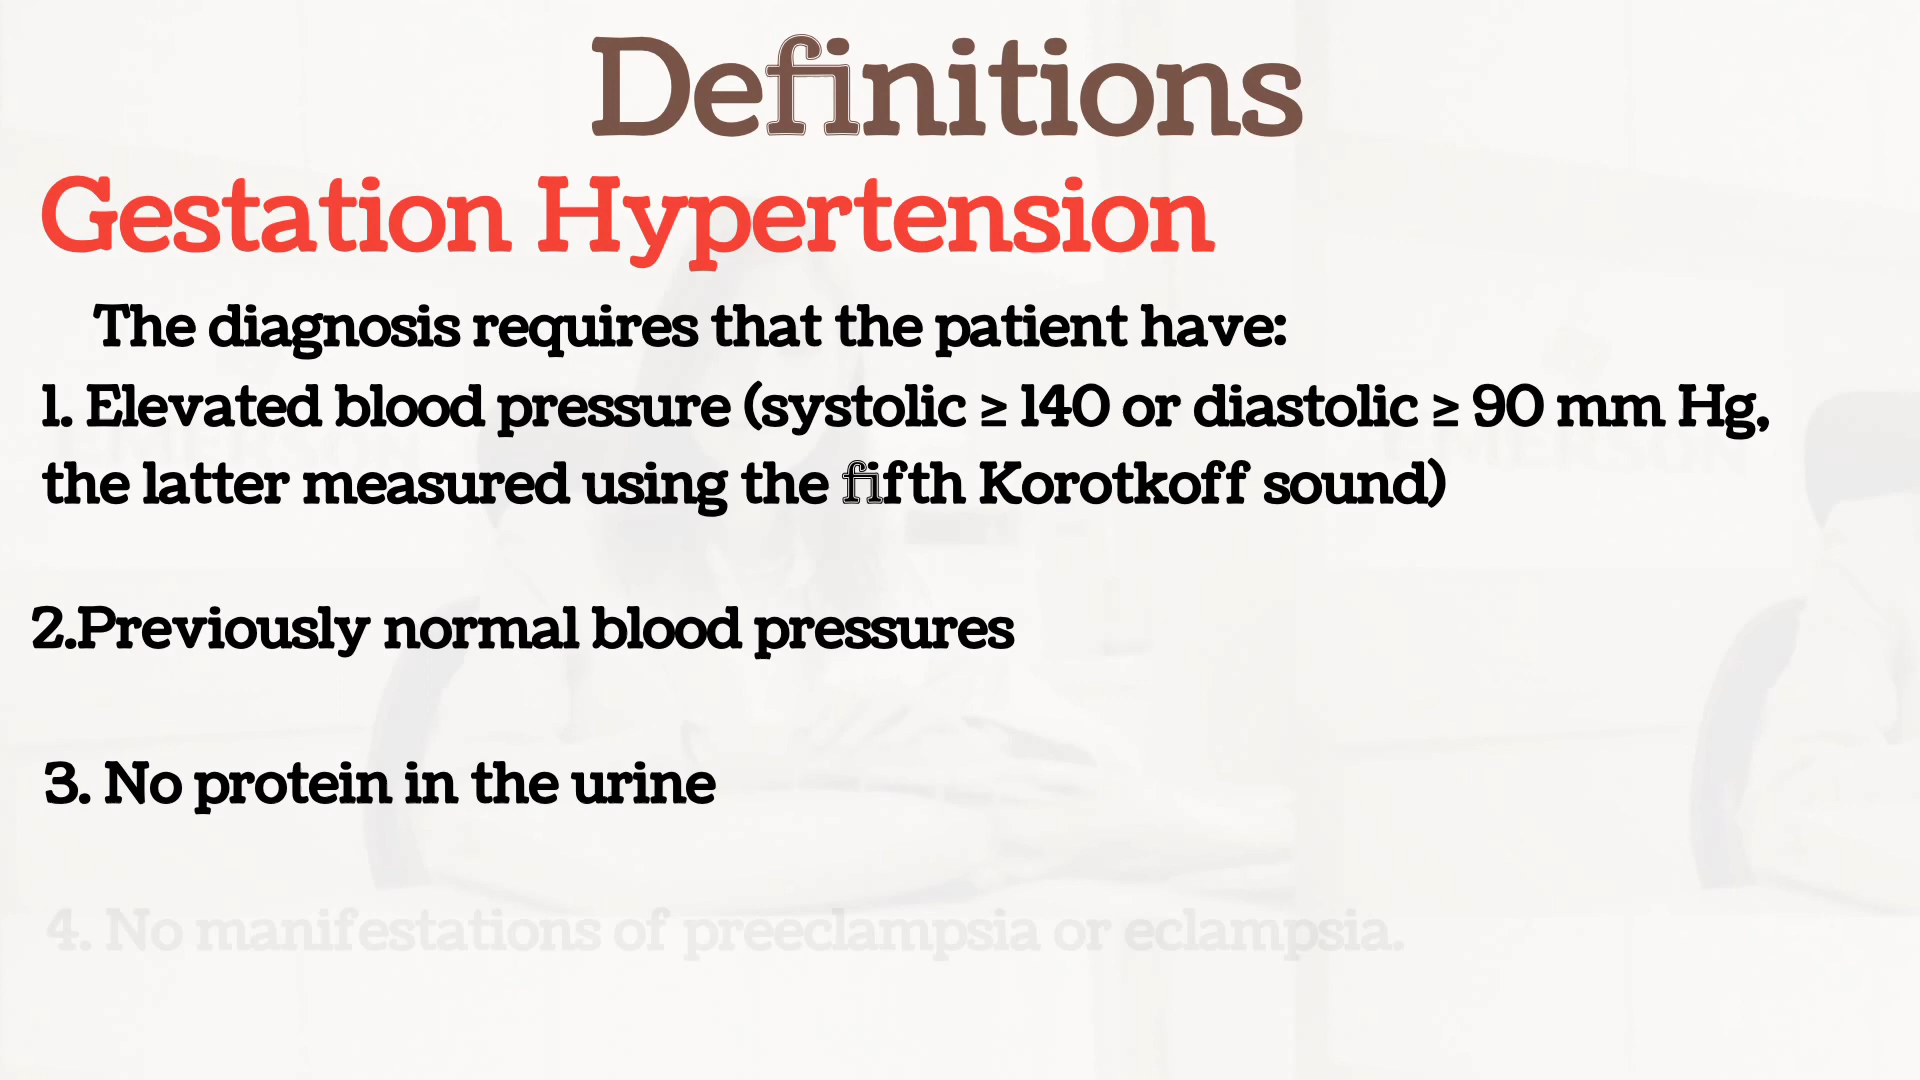 Definitions
Gestation Hypertension
The diagnosis requires that the patient have:
1. Elevated blood pressure (systolic ≥ 140 or diastolic ≥ 90 mm Hg,
the latter measured using the fifth Korotkoff sound)
2.Previously normal blood pressures
3. No protein in the urine
4. No manifestations of preeclampsia or eclampsia.